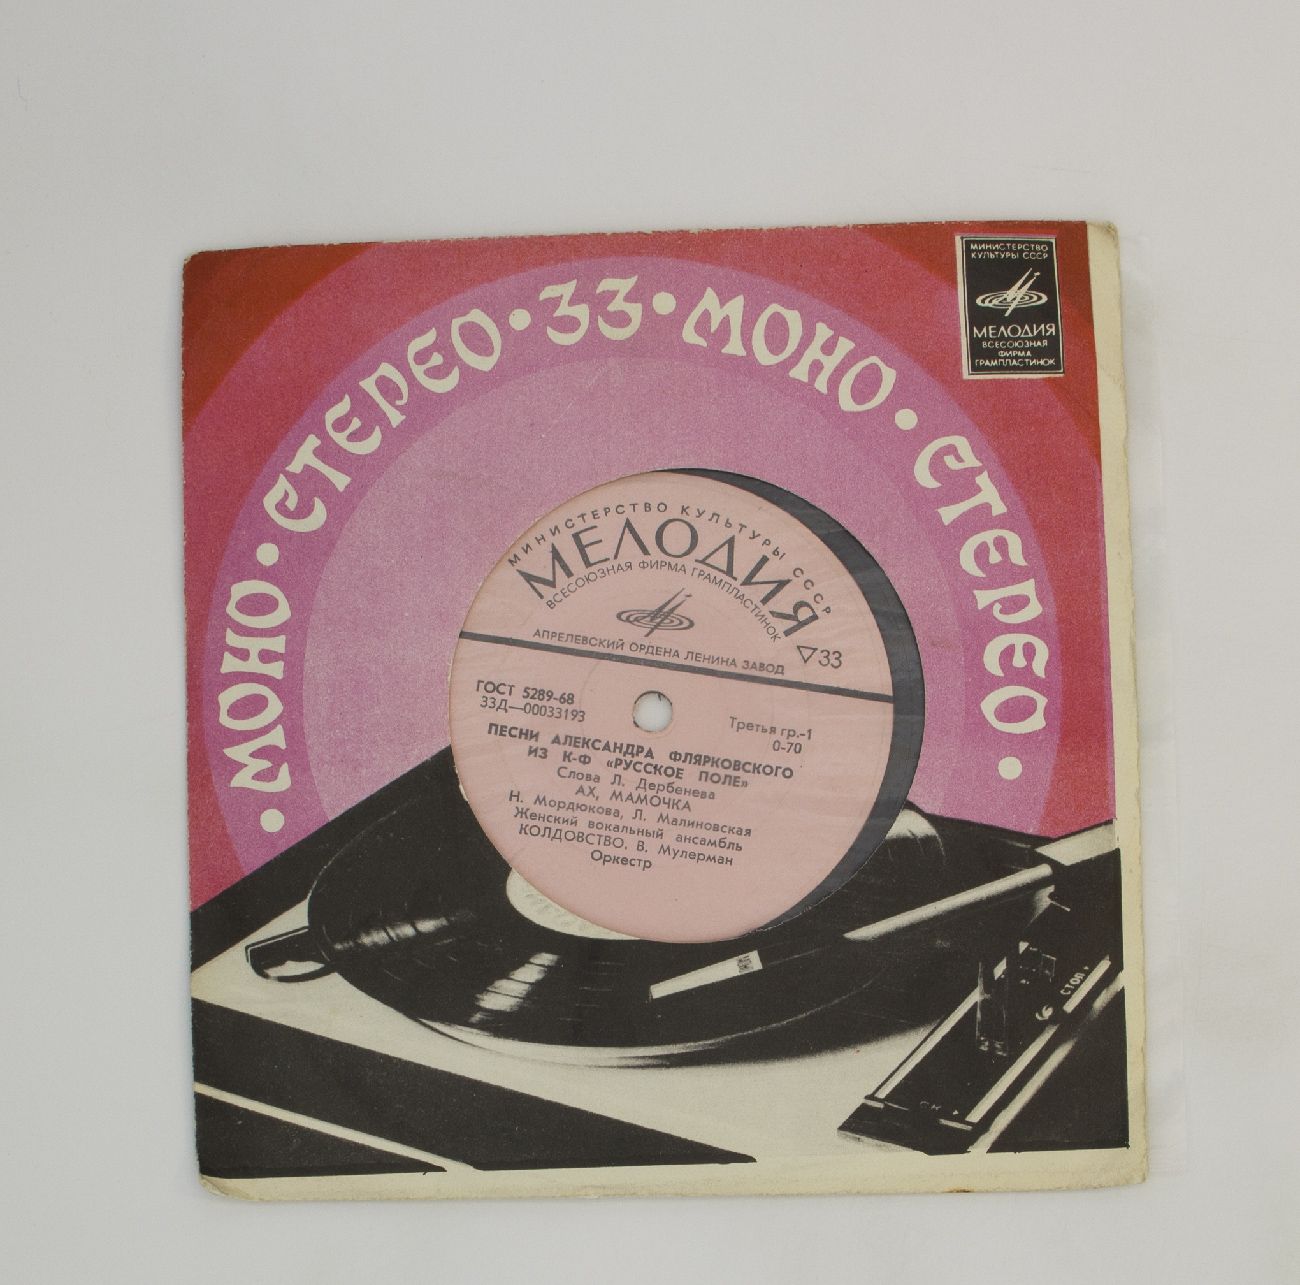 •МОНО•СТЕРЕО•33•МОНО•СТЕРЕО•
МИНИСТЕРСТВО
КУЛЬТУРЫ СССР
МЕЛОДИЯ
ВСЕСОЮЗНАЯ
ФИРМА
ГРАМПЛАСТИНОК
МИНИСТЕРСТВО КУЛЬТУРЫ СССР
МЕЛОДИЯ
ВСЕСОЮЗНАЯ ФИРМА ГРАМПЛАСТИНОК
АПРЕЛЕВСКИЙ ОРДЕНА ЛЕНИНА ЗАВОД
▽33
ГОСТ 5289-68
33Д—00033193
Третья гр.-1
0-70
ПЕСНИ АЛЕКСАНДРА ФЛЯРКОВСКОГО
ИЗ К-Ф «РУССКОЕ ПОЛЕ»
Слова Л. Дербенева
АХ, МАМОЧКА
Н. Мордюкова, Л. Малиновская
Женский вокальный ансамбль
КОЛДОВСТВО, В. Мулерман
Оркестр
СТОП